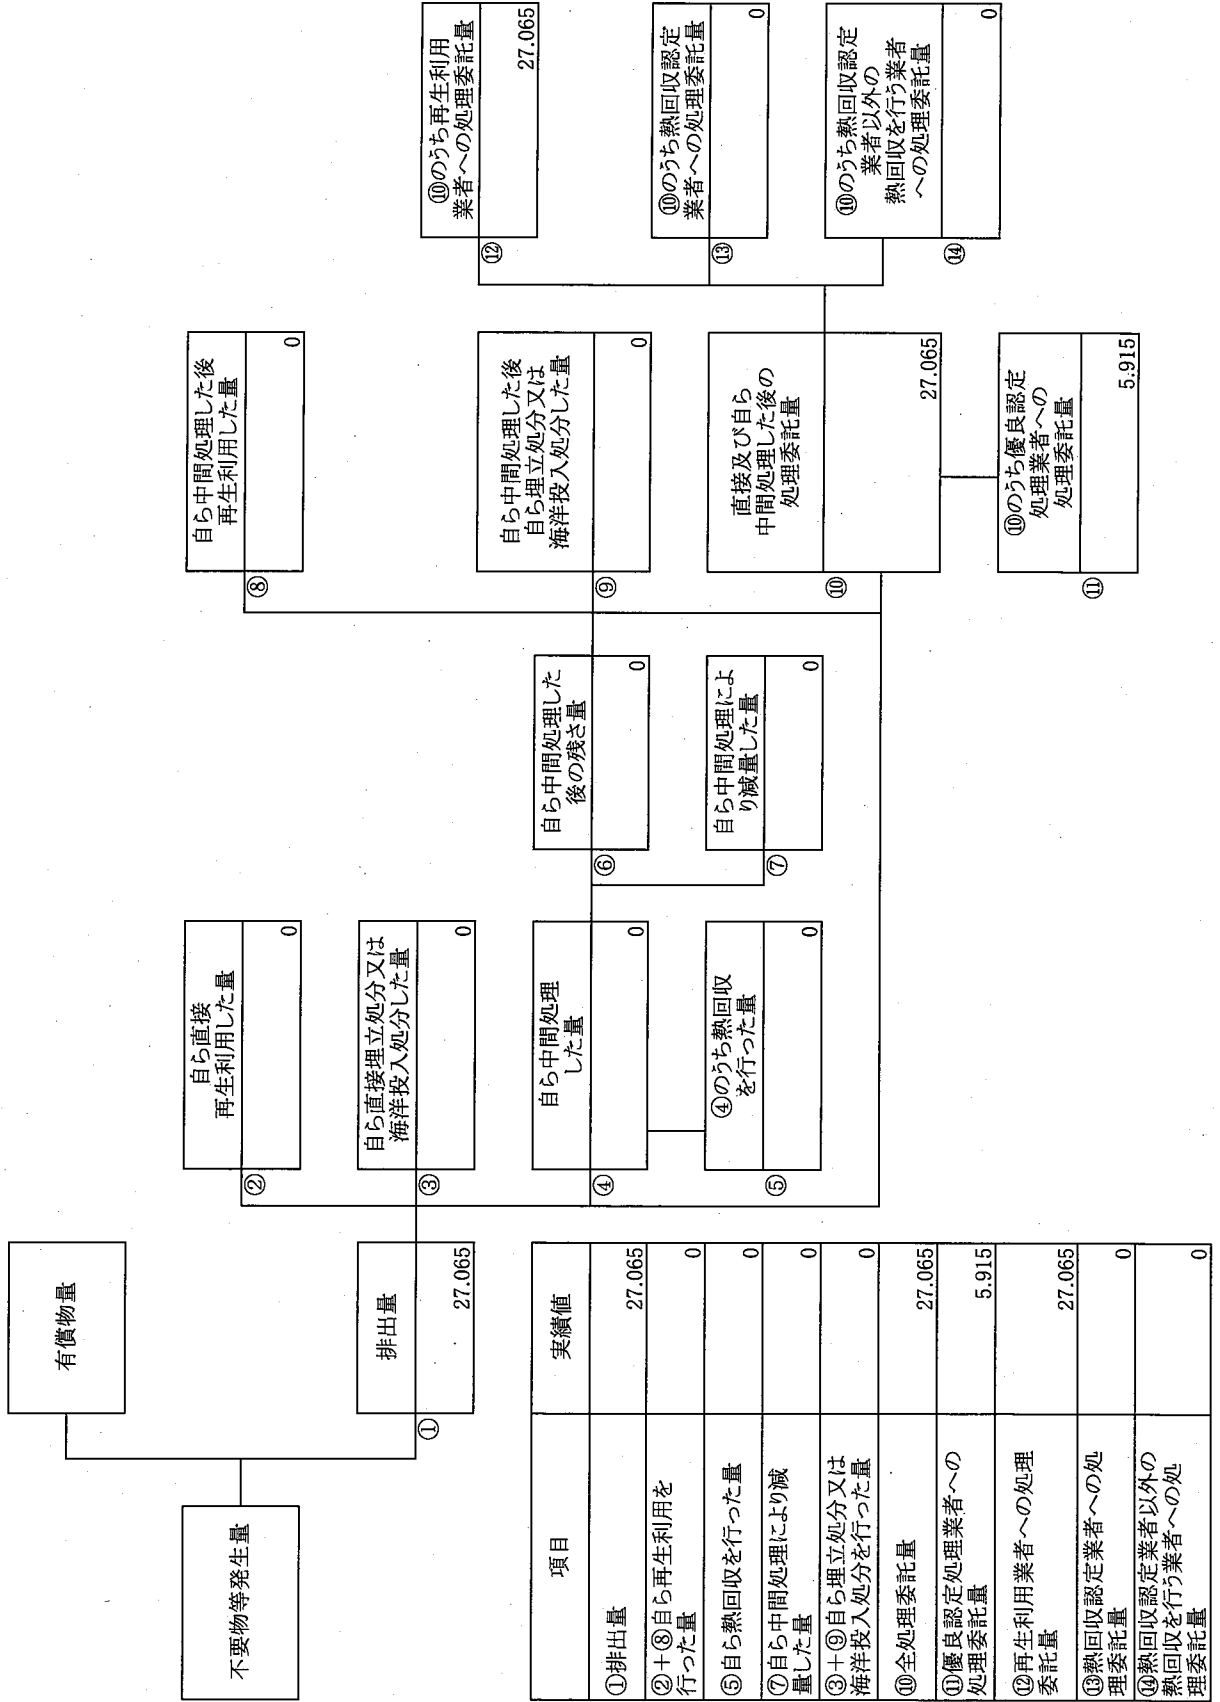 不要物等発生量
有償物量
排出量
①
27.065
自ら直接
再生利用した量
②
0
自ら直接埋立処分又は
海洋投入処分した量
③
0
自ら中間処理
した量
④
0
④のうち熱回収
を行った量
⑤
0
自ら中間処理した
後の残さ量
⑥
0
自ら中間処理によ
り減量した量
⑦
0
自ら中間処理した後
再生利用した量
⑧
0
自ら中間処理した後
自ら埋立処分又は
海洋投入処分した量
⑨
0
直接及び自ら
中間処理した後の
処理委託量
⑩
27.065
⑩のうち優良認定
処理業者への
処理委託量
⑪
5.915
⑩のうち再生利用
業者への処理委託量
⑫
27.065
⑩のうち熱回収認定
業者への処理委託量
⑬
0
⑩のうち熱回収認定
業者以外の
熱回収を行う業者
への処理委託量
⑭
0
項目 実績値
①排出量 27.065
②+⑧自ら再生利用を
行った量 0
⑤自ら熱回収を行った量 0
⑦自ら中間処理により減
量した量 0
③+⑨自ら埋立処分又は
海洋投入処分を行った量 0
⑩全処理委託量 27.065
⑪優良認定処理業者への
処理委託量 5.915
⑫再生利用業者への処理
委託量 27.065
⑬熱回収認定業者への処
理委託量 0
⑭熱回収認定業者以外の
熱回収を行う業者への処
理委託量 0